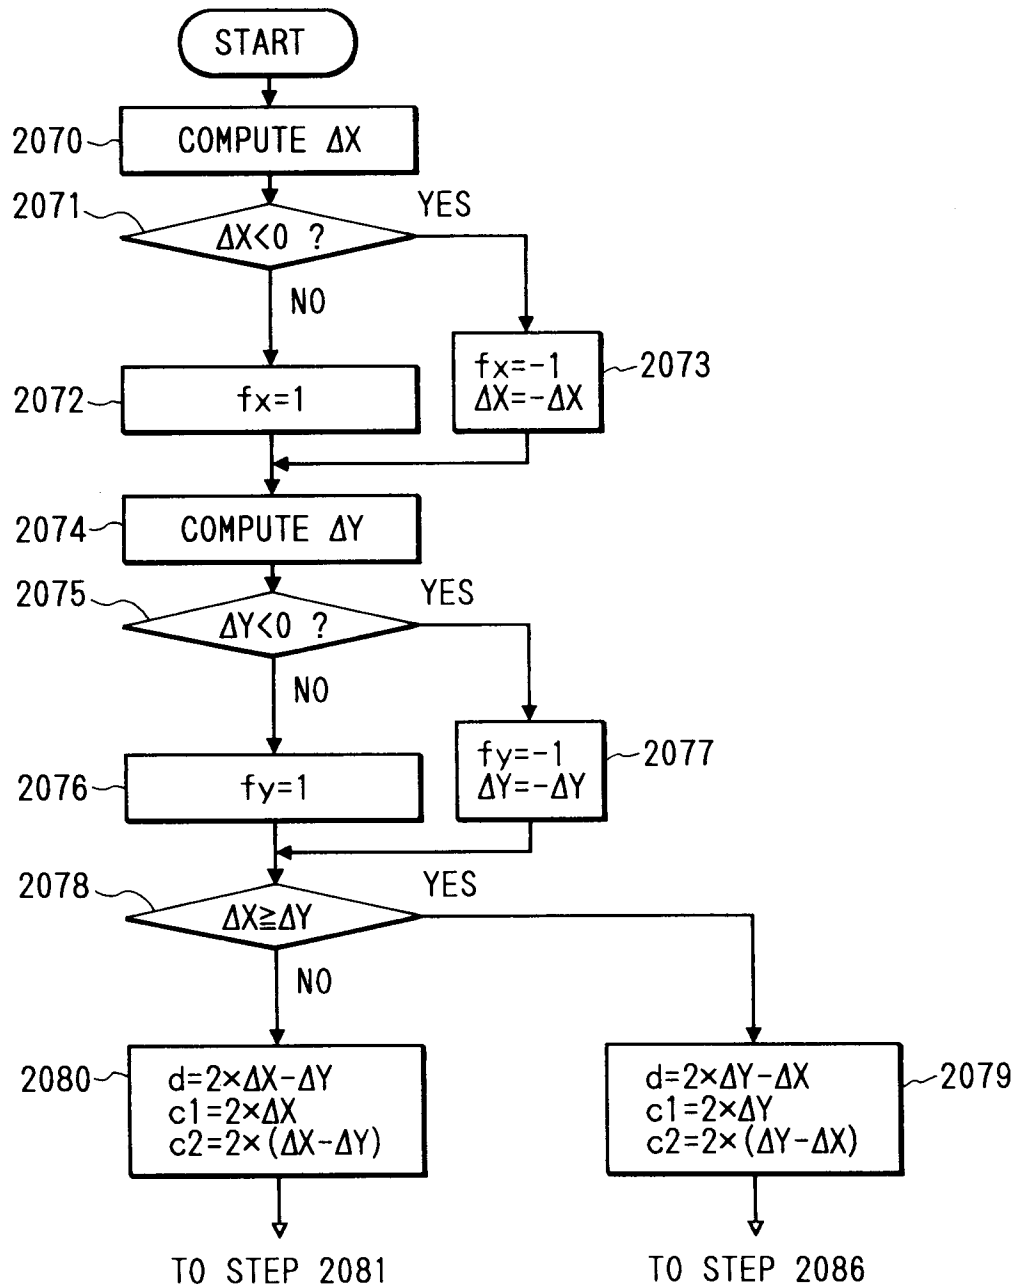 START
2070
COMPUTE ΔX
2071
YES
ΔX<0 ?
NO
2072
fx=1
fx=-1
ΔX=-ΔX
2073
2074
COMPUTE ΔY
2075
YES
ΔY<0 ?
NO
2076
fy=1
fy=-1
ΔY=-ΔY
2077
2078
YES
ΔX≧ΔY
NO
2080
d=2×ΔX-ΔY
c1=2×ΔX
c2=2×(ΔX-ΔY)
d=2×ΔY-ΔX
c1=2×ΔY
c2=2×(ΔY-ΔX)
2079
TO STEP 2081
TO STEP 2086